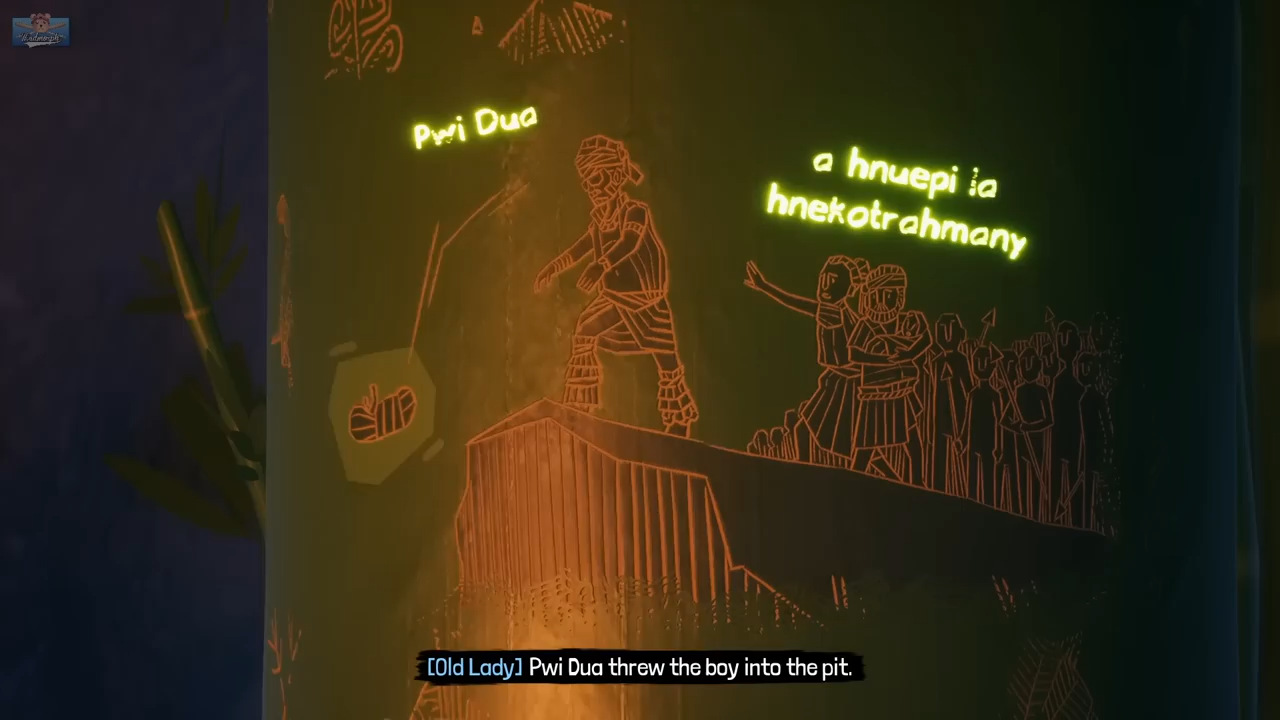 Pwi Dua
a hnuepi ia
hnekotrahmany
[Old Lady] Pwi Dua threw the boy into the pit.